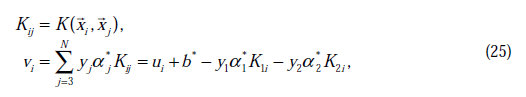 K_{ij} = K(\vec{x}_i, \vec{x}_j),
v_i = \sum_{j=3}^{N} y_j \alpha_j^* K_{ij} = u_i + b^* - y_1 \alpha_1^* K_{1i} - y_2 \alpha_2^* K_{2i}, (25)